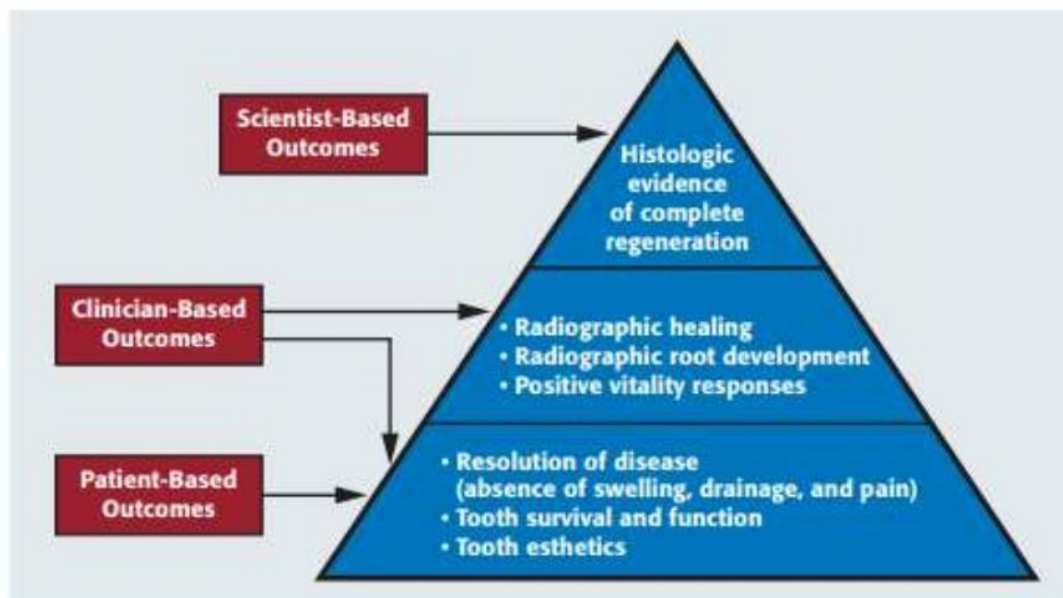 Scientist-Based
Outcomes
Histologic
evidence
of complete
regeneration
Clinician-Based
Outcomes
• Radiographic healing
• Radiographic root development
• Positive vitality responses
Patient-Based
Outcomes
• Resolution of disease
(absence of swelling, drainage, and pain)
• Tooth survival and function
• Tooth esthetics